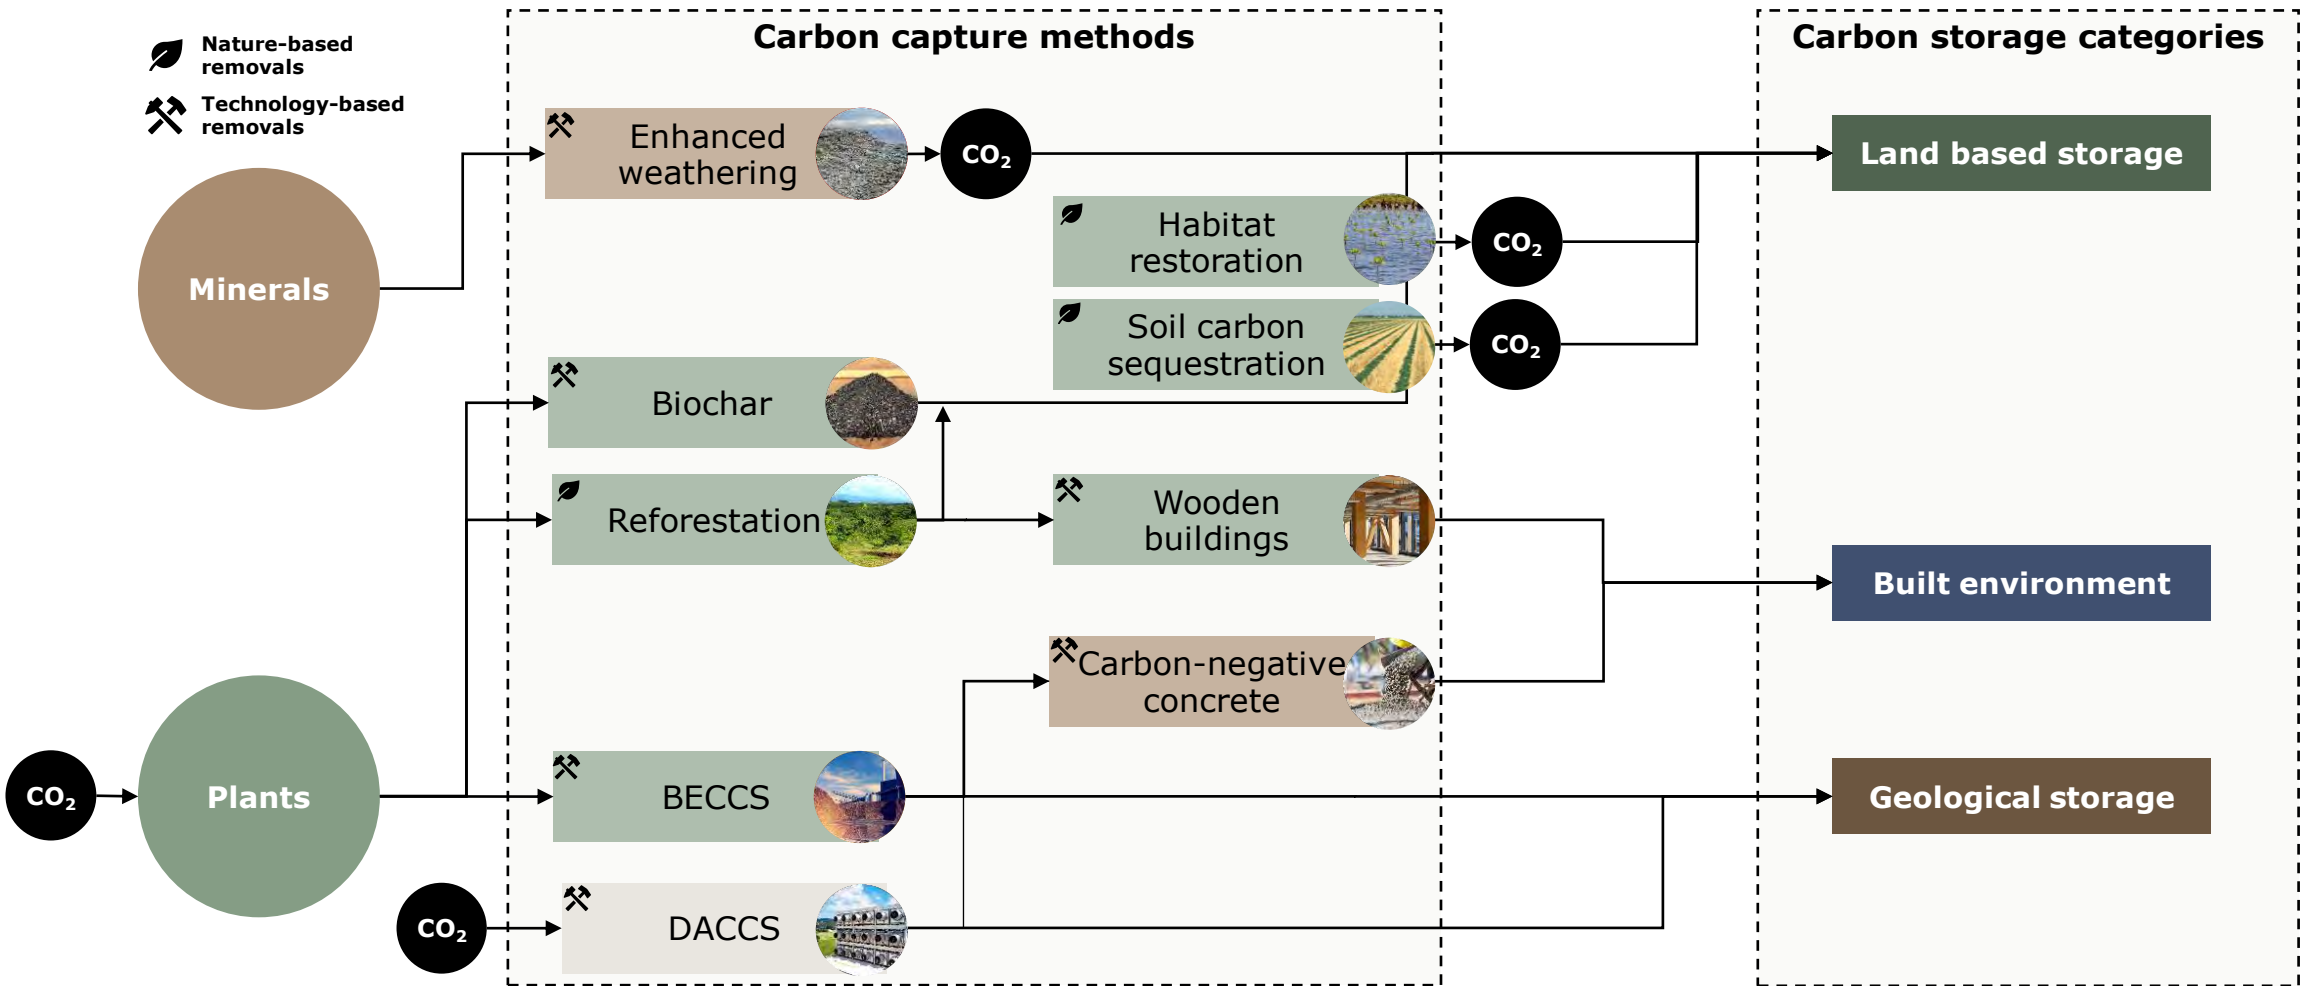 Nature-based
removals
Technology-based
removals
Carbon capture methods
Carbon storage categories
Enhanced
weathering
CO₂
Land based storage
Habitat
restoration
CO₂
Minerals
Soil carbon
sequestration
CO₂
Biochar
Reforestation
Wooden
buildings
Built environment
Carbon-negative
concrete
CO₂
Plants
BECCS
Geological storage
CO₂
DACCS